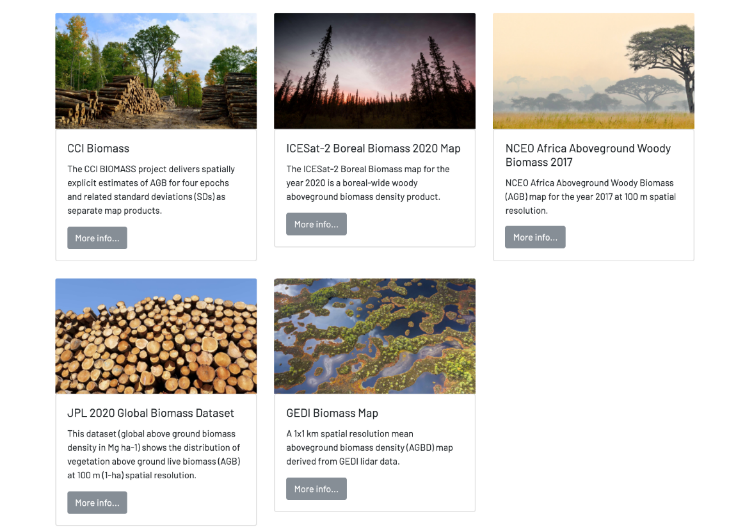 CCI Biomass
The CCI BIOMASS project delivers spatially
explicit estimates of AGB for four epochs
and related standard deviations (SDs) as
separate map products.
More info...
ICESat-2 Boreal Biomass 2020 Map
The ICESat-2 Boreal Biomass map for the
year 2020 is a boreal-wide woody
aboveground biomass density product.
More info...
NCEO Africa Aboveground Woody
Biomass 2017
NCEO Africa Aboveground Woody Biomass
(AGB) map for the year 2017 at 100 m spatial
resolution.
More info...
JPL 2020 Global Biomass Dataset
This dataset (global above ground biomass
density in Mg ha-1) shows the distribution of
vegetation above ground live biomass (AGB)
at 100 m (1-ha) spatial resolution.
More info...
GEDI Biomass Map
A 1x1 km spatial resolution mean
aboveground biomass density (AGBD) map
derived from GEDI lidar data.
More info...